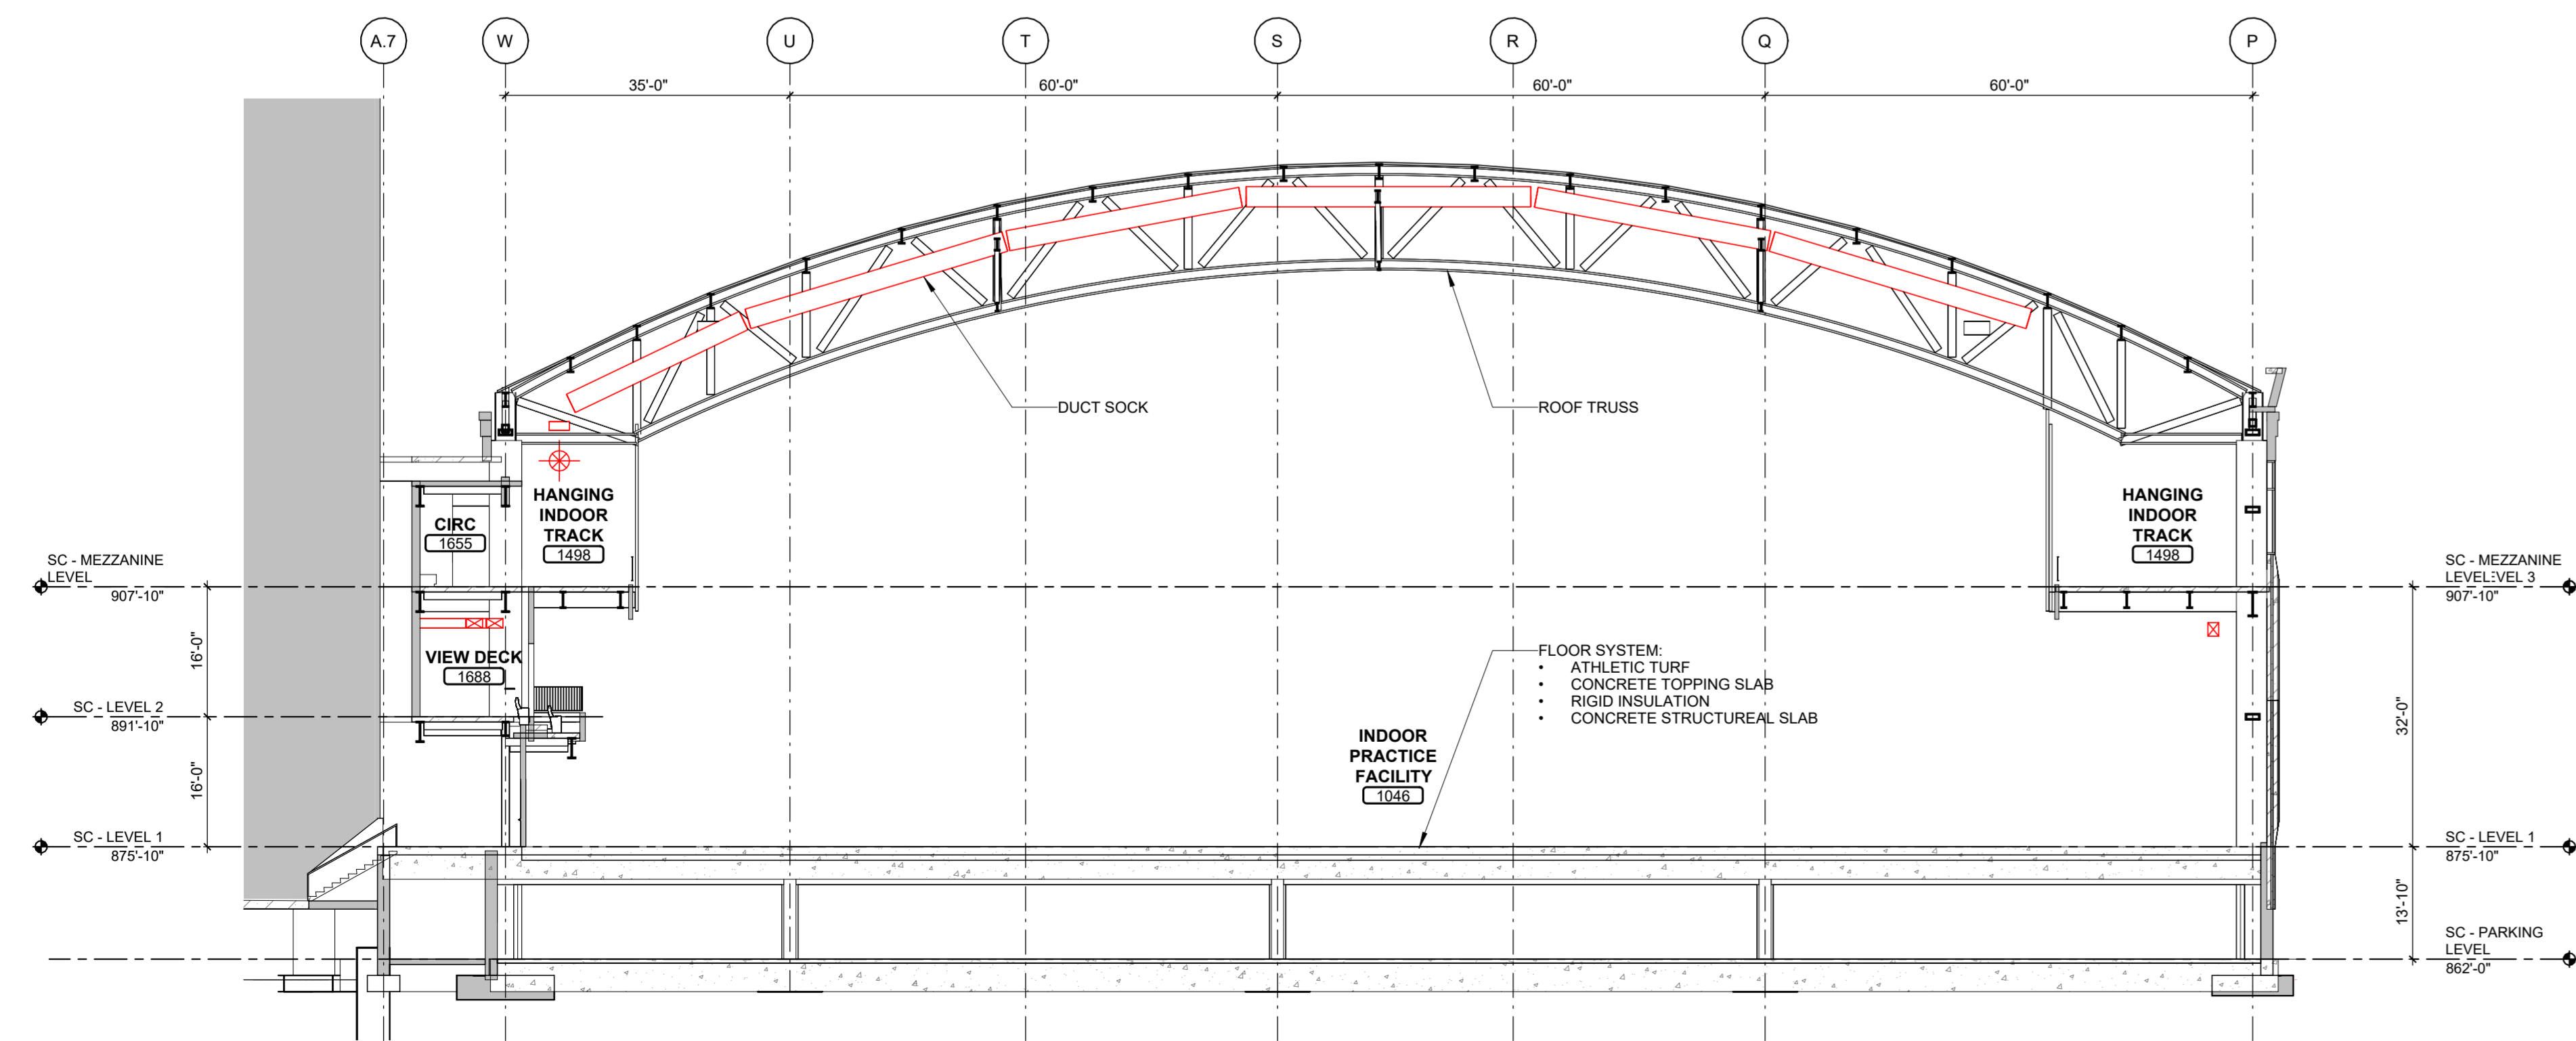 A.7
W
U
T
S
R
Q
P
35'-0"
60'-0"
60'-0"
60'-0"
DUCT SOCK
ROOF TRUSS
HANGING
INDOOR
TRACK
1498
CIRC
1655
HANGING
INDOOR
TRACK
1498
SC - MEZZANINE
LEVEL
907'-10"
SC - MEZZANINE
LEVEL
LEVEL 3
907'-10"
16'-0"
VIEW DECK
1688
FLOOR SYSTEM:
• ATHLETIC TURF
• CONCRETE TOPPING SLAB
• RIGID INSULATION
• CONCRETE STRUCTUREAL SLAB
SC - LEVEL 2
891'-10"
32'-0"
INDOOR
PRACTICE
FACILITY
1046
16'-0"
SC - LEVEL 1
875'-10"
SC - LEVEL 1
875'-10"
13'-10"
SC - PARKING
LEVEL
862'-0"